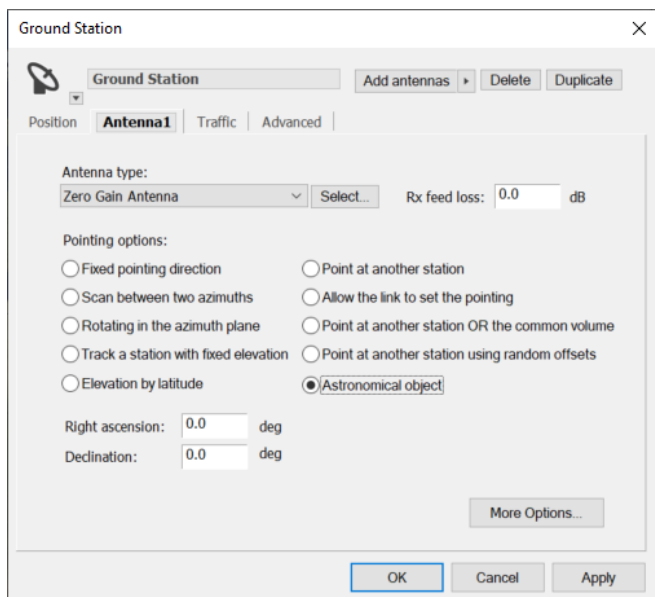 Ground Station
Ground Station Add antennas Delete Duplicate
Position Antenna1 Traffic Advanced
Antenna type:
Zero Gain Antenna Select... Rx feed loss: 0.0 dB
Pointing options:
Fixed pointing direction Point at another station
Scan between two azimuths Allow the link to set the pointing
Rotating in the azimuth plane Point at another station OR the common volume
Track a station with fixed elevation Point at another station using random offsets
Elevation by latitude Astronomical object
Right ascension: 0.0 deg
Declination: 0.0 deg
More Options...
OK Cancel Apply